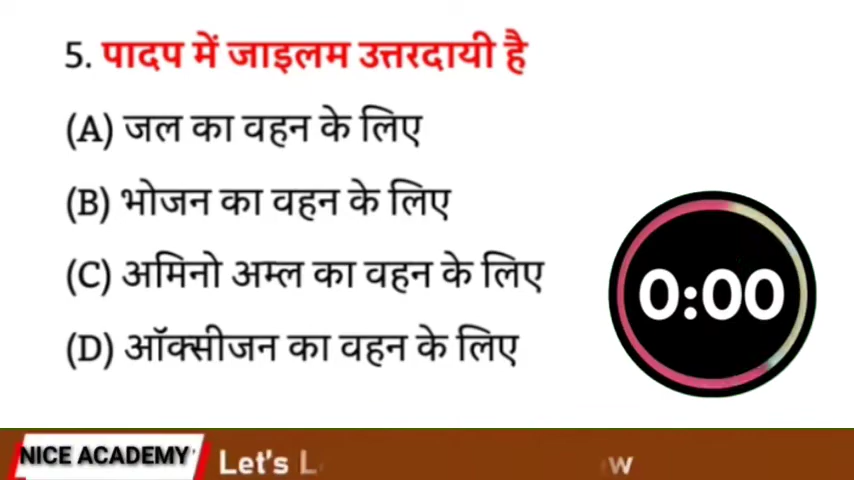 5. पादप में जाइलम उत्तरदायी है
(A) जल का वहन के लिए
(B) भोजन का वहन के लिए
(C) अमिनो अम्ल का वहन के लिए
(D) ऑक्सीजन का वहन के लिए
0:00
NICE ACADEMY
Let's